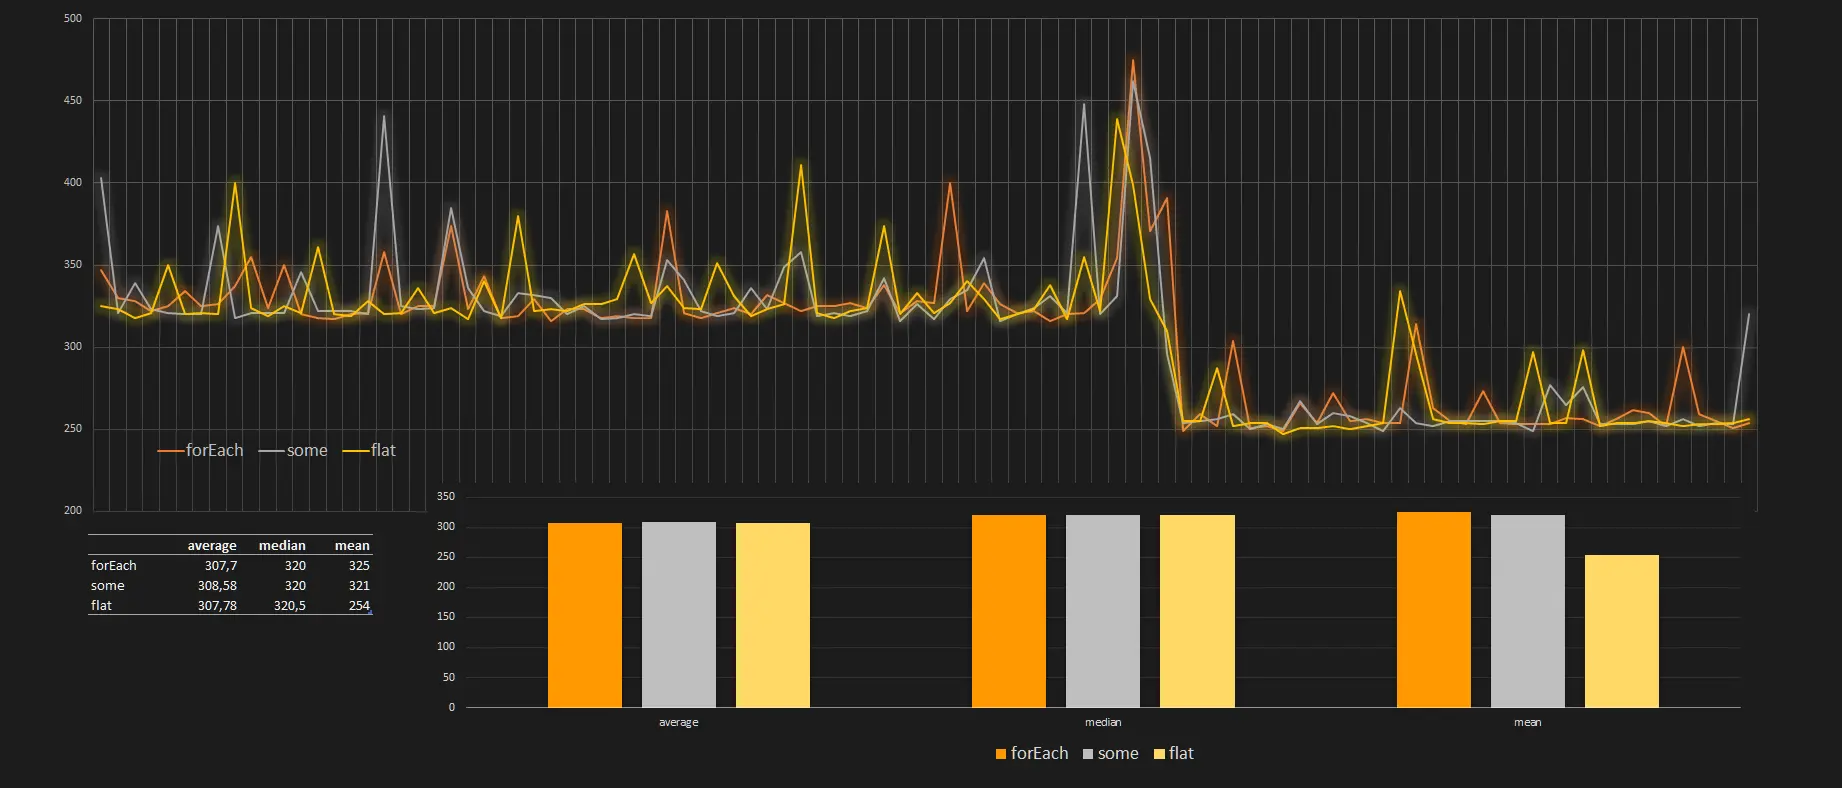 500
450
400
350
300
250
200
forEach some flat
average median mean
forEach 307,7 320 325
some 308,58 320 321
flat 307,78 320,5 254
350
300
250
200
150
100
50
0
average median mean
forEach some flat